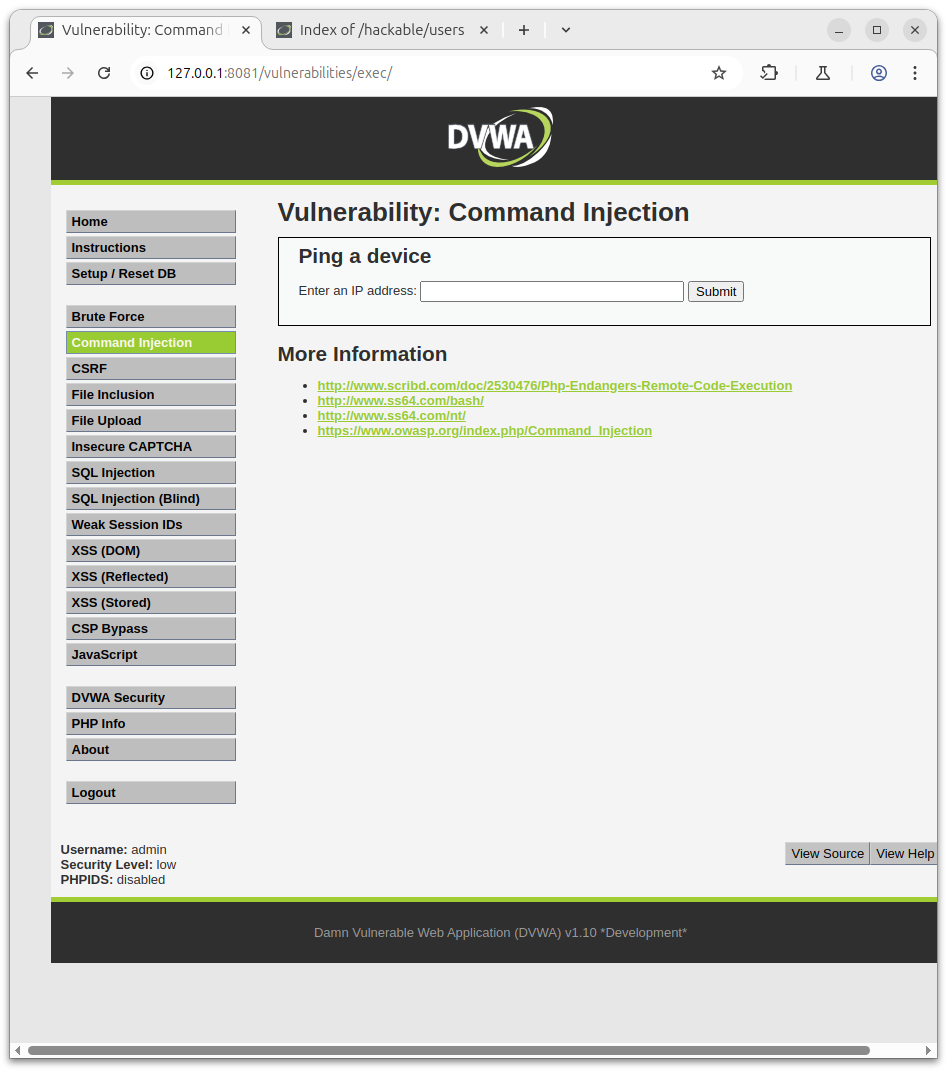 Vulnerability: Command
Index of /hackable/users
127.0.0.1:8081/vulnerabilities/exec/
DVWA
Vulnerability: Command Injection
Home
Instructions
Setup / Reset DB
Brute Force
Command Injection
CSRF
File Inclusion
File Upload
Insecure CAPTCHA
SQL Injection
SQL Injection (Blind)
Weak Session IDs
XSS (DOM)
XSS (Reflected)
XSS (Stored)
CSP Bypass
JavaScript
DVWA Security
PHP Info
About
Logout
Ping a device
Enter an IP address: Submit
More Information
http://www.scribd.com/doc/2530476/Php-Endangers-Remote-Code-Execution
http://www.ss64.com/bash/
http://www.ss64.com/nt/
https://www.owasp.org/index.php/Command_Injection
Username: admin
Security Level: low
PHPIDS: disabled
View Source View Help
Damn Vulnerable Web Application (DVWA) v1.10 *Development*